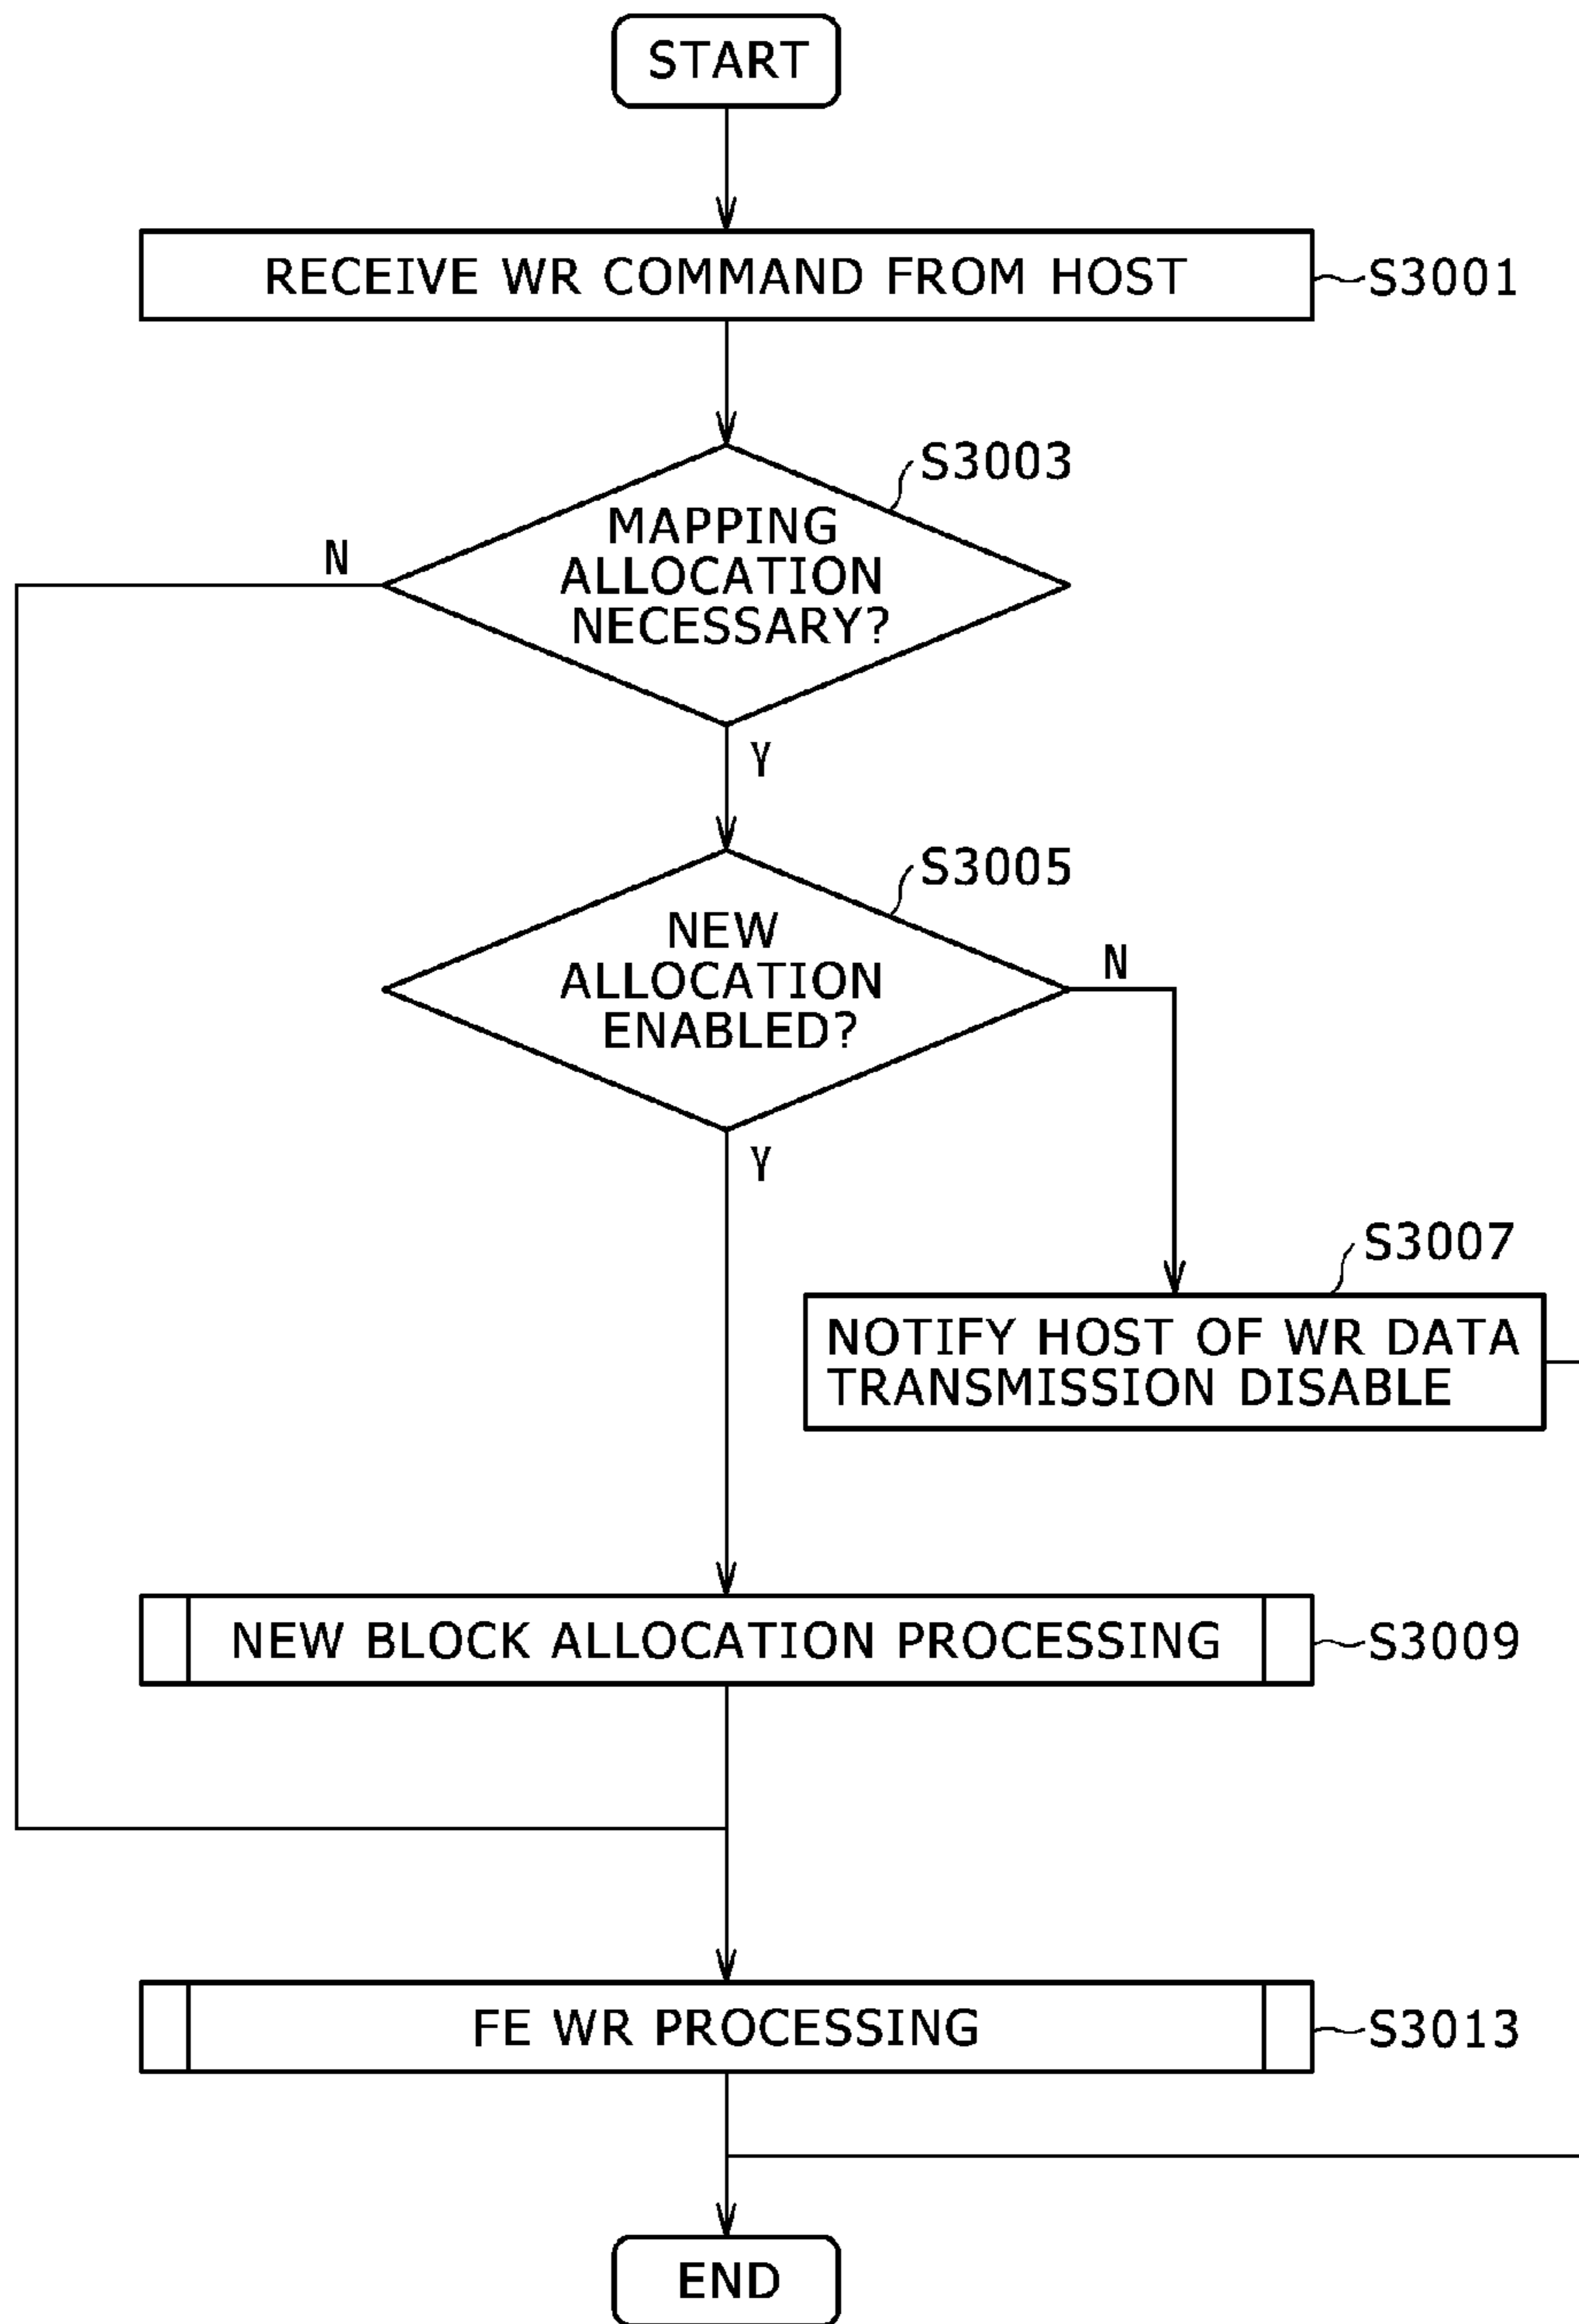 START
RECEIVE WR COMMAND FROM HOST
S3001
S3003
MAPPING
ALLOCATION
NECESSARY?
N
Y
S3005
NEW
ALLOCATION
ENABLED?
N
Y
S3007
NOTIFY HOST OF WR DATA
TRANSMISSION DISABLE
NEW BLOCK ALLOCATION PROCESSING
S3009
FE WR PROCESSING
S3013
END